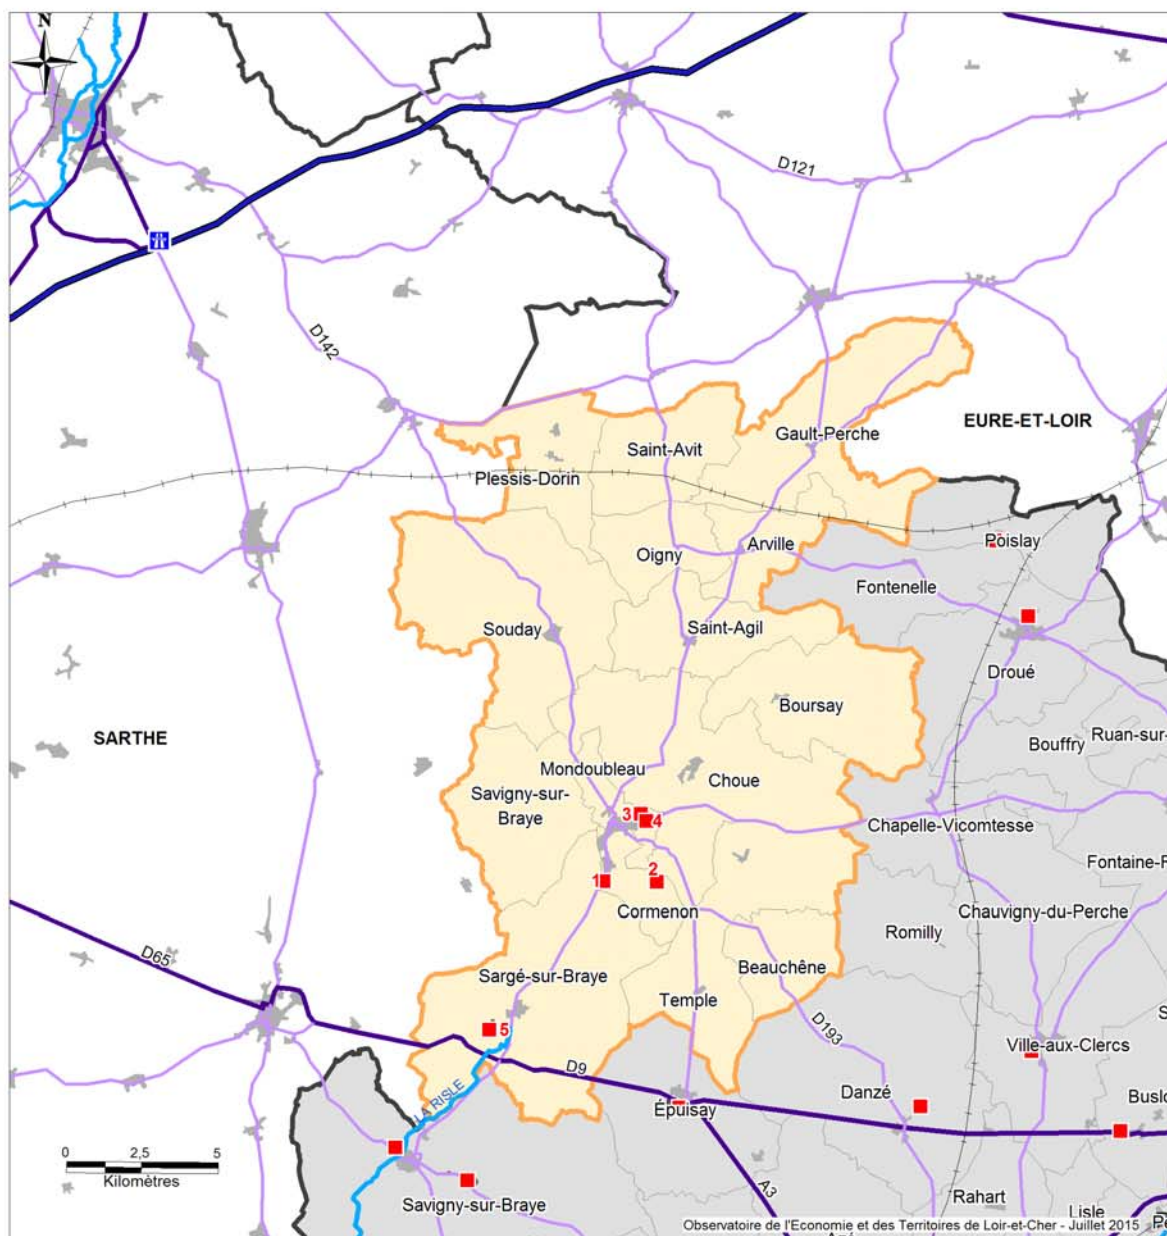 N
D121
D142
EURE-ET-LOIR
Gault-Perche
Saint-Avit
Plessis-Dorin
Poislay
Oigny
Arville
Fontenelle
Souday
Saint-Agil
Droué
Boursay
Ruan-sur-
Bouffry
SARTHE
Mondoubleau
Choue
Savigny-sur-
Braye
3
4
Chapelle-Vicomtesse
Fontaine-R
1
2
Cormenon
Chauvigny-du-Perche
Romilly
D65
Beauchêne
Sargé-sur-Braye
Temple
5
D193
Ville-aux-Clercs
D9
Danzé
Buslo
LA RISLE
Épuisay
0 2,5 5
Kilomètres
A3
Savigny-sur-Braye
Rahart
Lisle
Observatoire de l'Economie et des Territoires de Loir-et-Cher - Juillet 2015